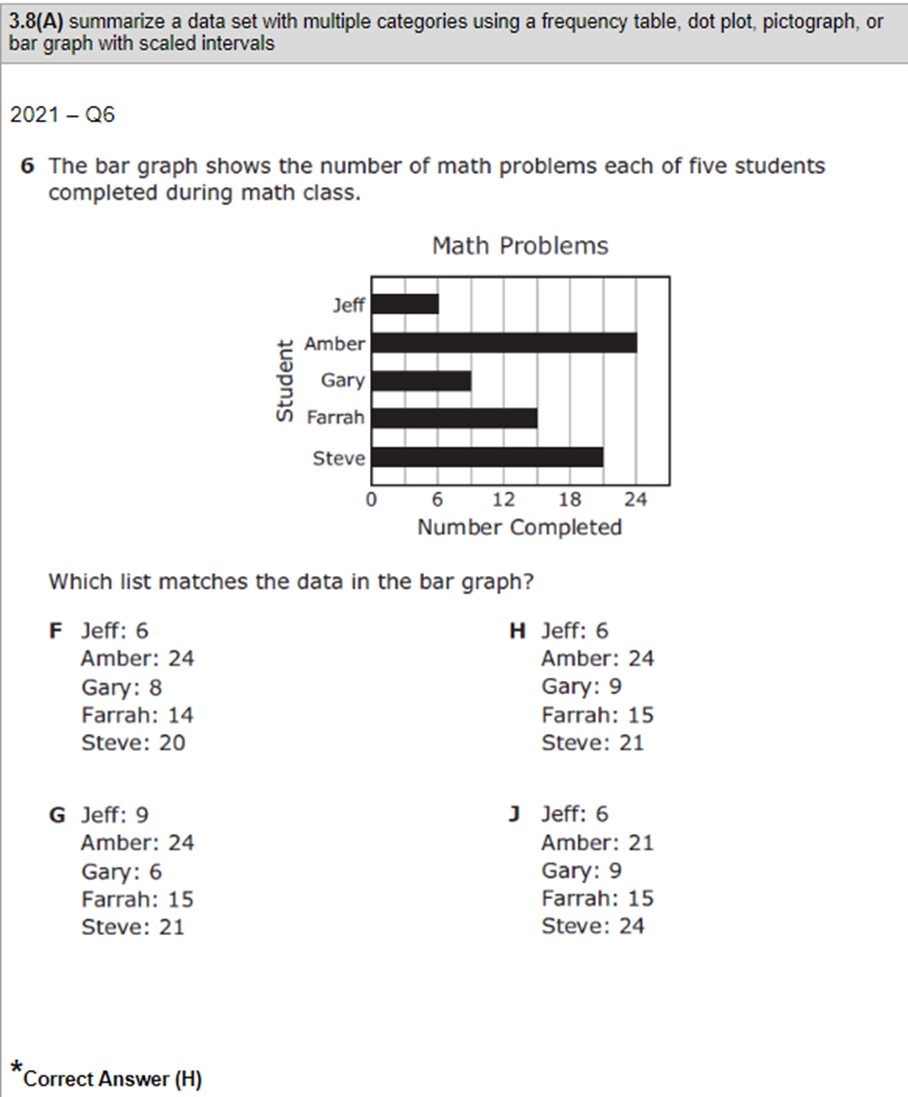 3.8(A) summarize a data set with multiple categories using a frequency table, dot plot, pictograph, or
bar graph with scaled intervals
2021 – Q6
6 The bar graph shows the number of math problems each of five students
completed during math class.
Math Problems
Student
Jeff
Amber
Gary
Farrah
Steve
0 6 12 18 24
Number Completed
Which list matches the data in the bar graph?
F Jeff: 6
Amber: 24
Gary: 8
Farrah: 14
Steve: 20
H Jeff: 6
Amber: 24
Gary: 9
Farrah: 15
Steve: 21
G Jeff: 9
Amber: 24
Gary: 6
Farrah: 15
Steve: 21
J Jeff: 6
Amber: 21
Gary: 9
Farrah: 15
Steve: 24
*Correct Answer (H)